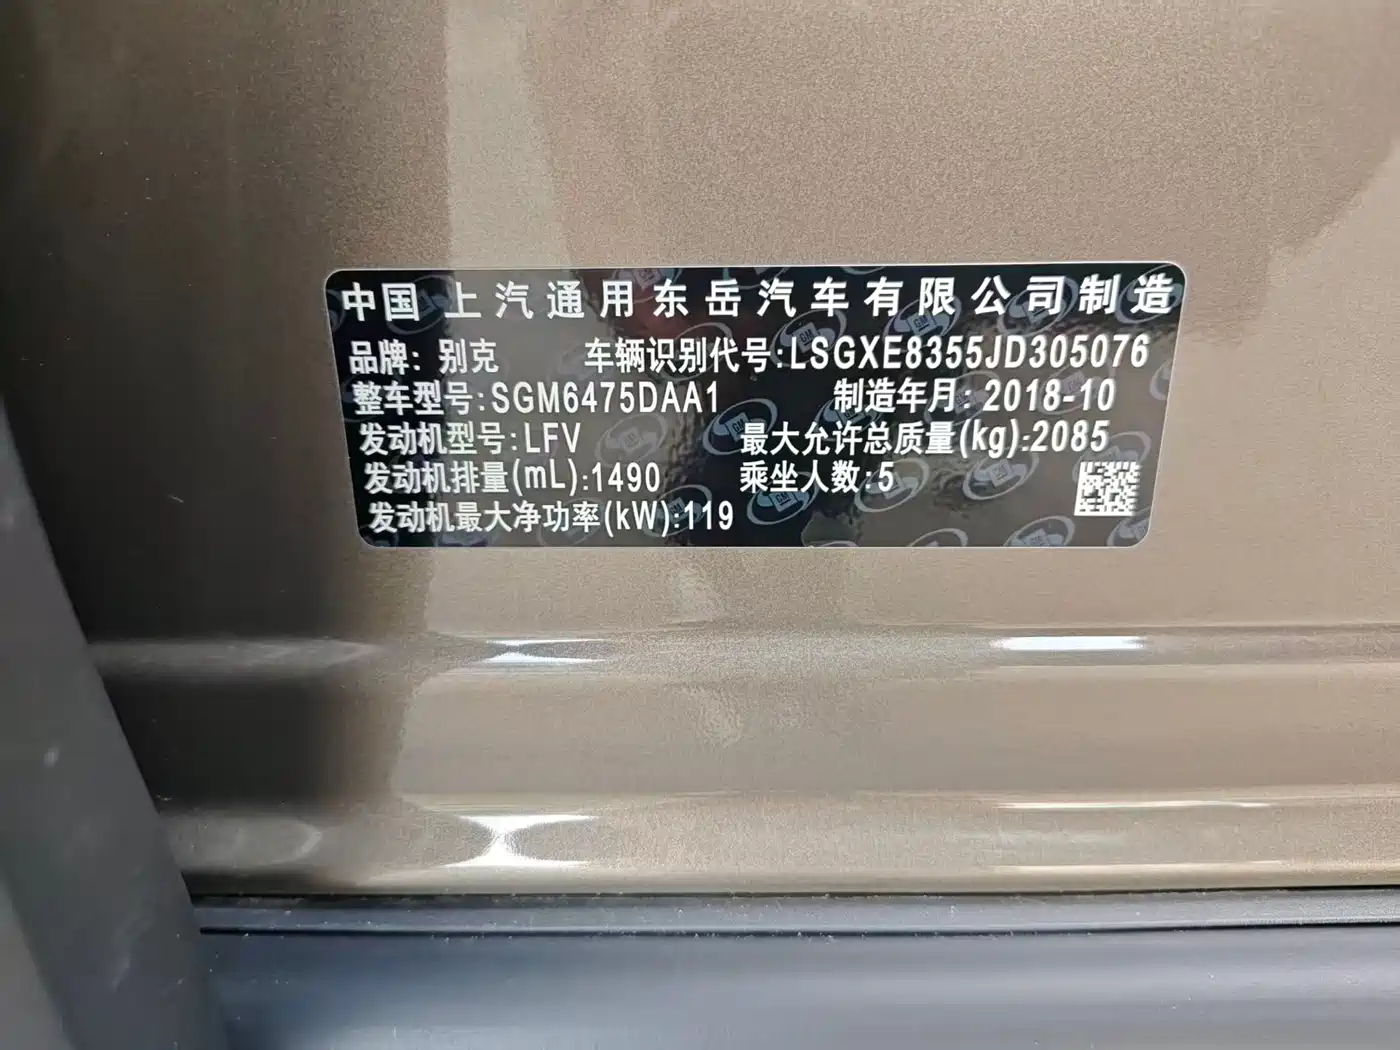 中国 上汽通用东岳汽车有限公司制造
品牌: 别克 车辆识别代号:LSGXE8355JD305076
整车型号:SGM6475DAA1 制造年月: 2018-10
发动机型号:LFV 最大允许总质量(kg):2085
发动机排量(mL):1490 乘坐人数:5
发动机最大净功率(kW):119